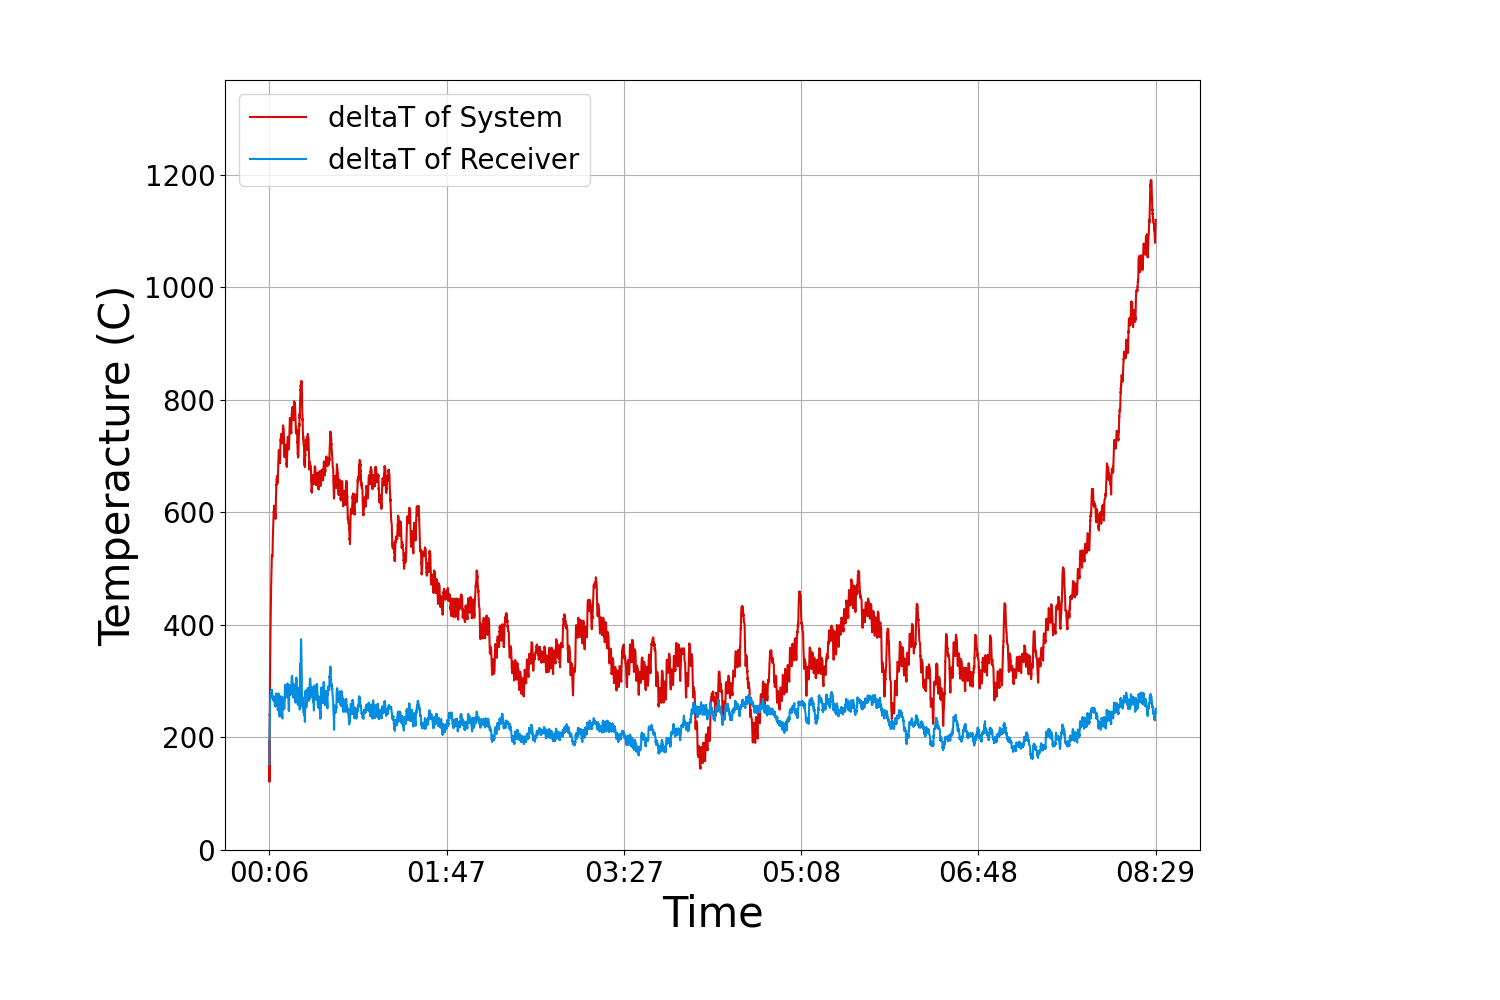 deltaT of System
deltaT of Receiver
1200
1000
800
600
400
200
0
Temperacture (C)
00:06 01:47 03:27 05:08 06:48 08:29
Time